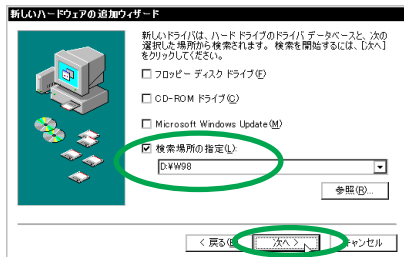 新しいハードウェアの追加ウィザード
新しいドライバは、ハード ドライブのドライバ データベースと、次の
選択した場所から検索されます。検索を開始するには、[次へ]
をクリックしてください。
フロッピー ディスク ドライブ(F)
CD-ROM ドライブ(C)
Microsoft Windows Update(M)
検索場所の指定(L):
D:¥W98
参照(R)...
< 戻る(B)
次へ >
キャンセル